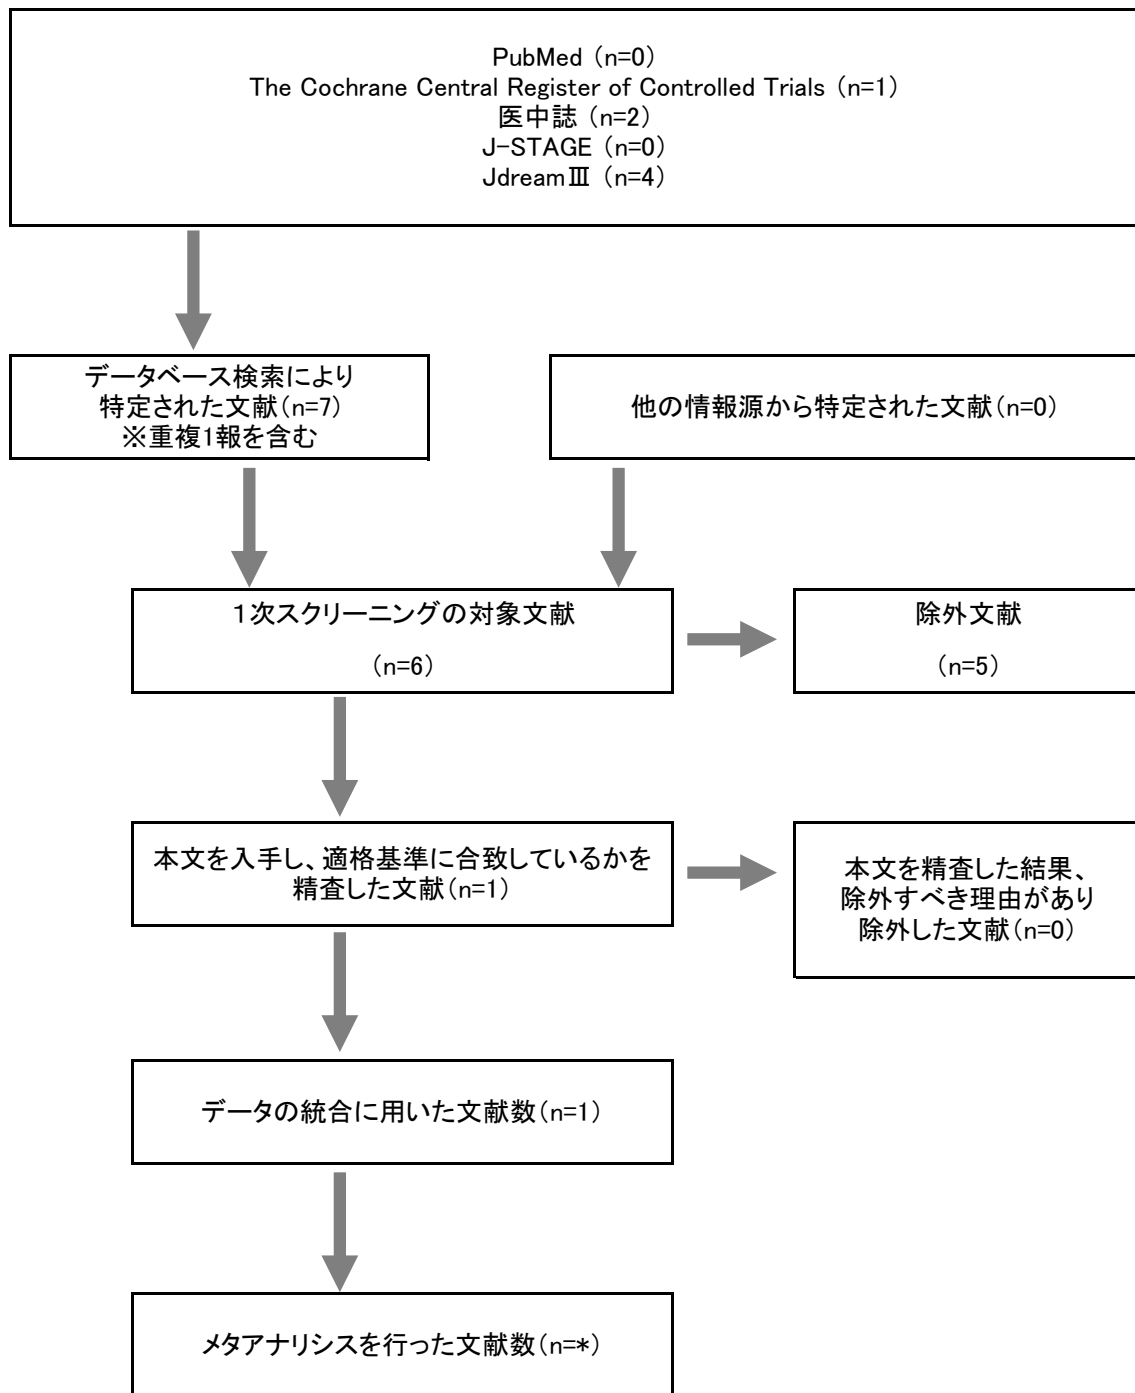 PubMed（n=0）
The Cochrane Central Register of Controlled Trials（n=1）
医中誌（n=2）
J-STAGE（n=0）
JdreamⅢ（n=4）
データベース検索により
特定された文献（n=7）
※重複1報を含む
他の情報源から特定された文献（n=0）
１次スクリーニングの対象文献
（n=6）
除外文献
（n=5）
本文を入手し、適格基準に合致しているかを
精査した文献（n=1）
本文を精査した結果、
除外すべき理由があり
除外した文献（n=0）
データの統合に用いた文献数（n=1）
メタアナリシスを行った文献数（n=*）